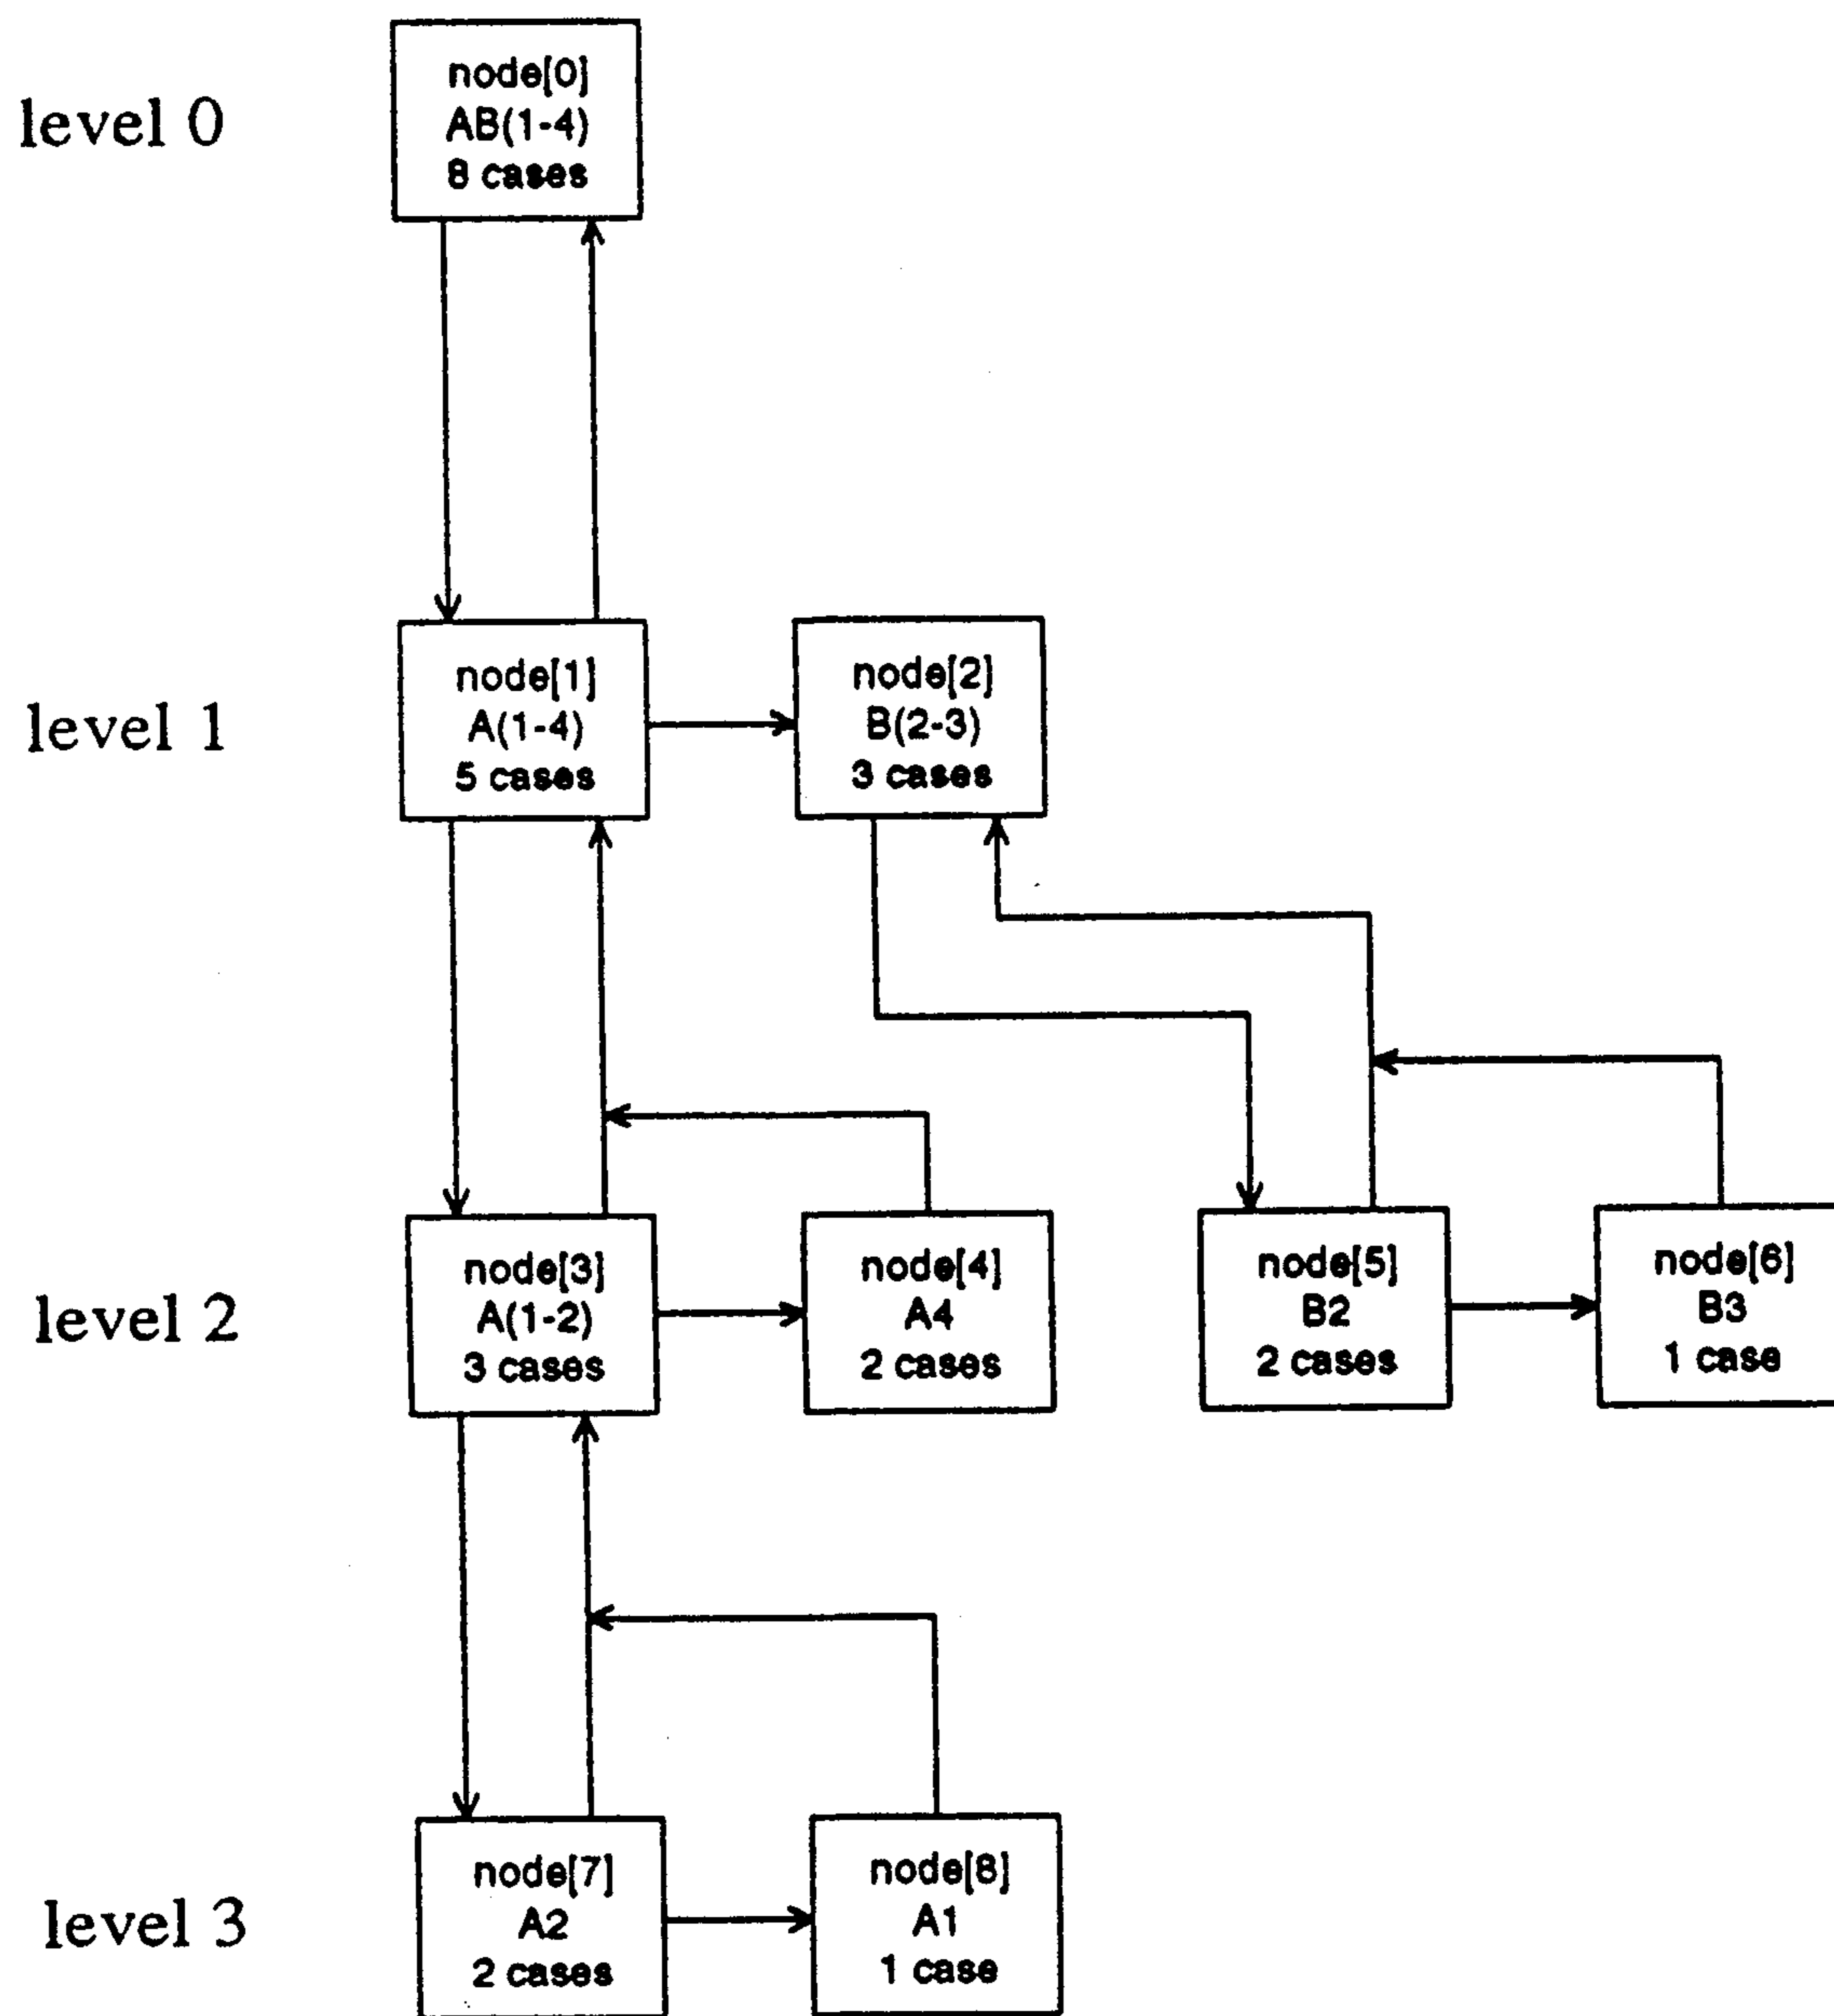 level 0
node[0]
AB(1-4)
8 cases
level 1
node[1]
A(1-4)
5 cases
node[2]
B(2-3)
3 cases
level 2
node[3]
A(1-2)
3 cases
node[4]
A4
2 cases
node[5]
B2
2 cases
node[6]
B3
1 case
level 3
node[7]
A2
2 cases
node[8]
A1
1 case